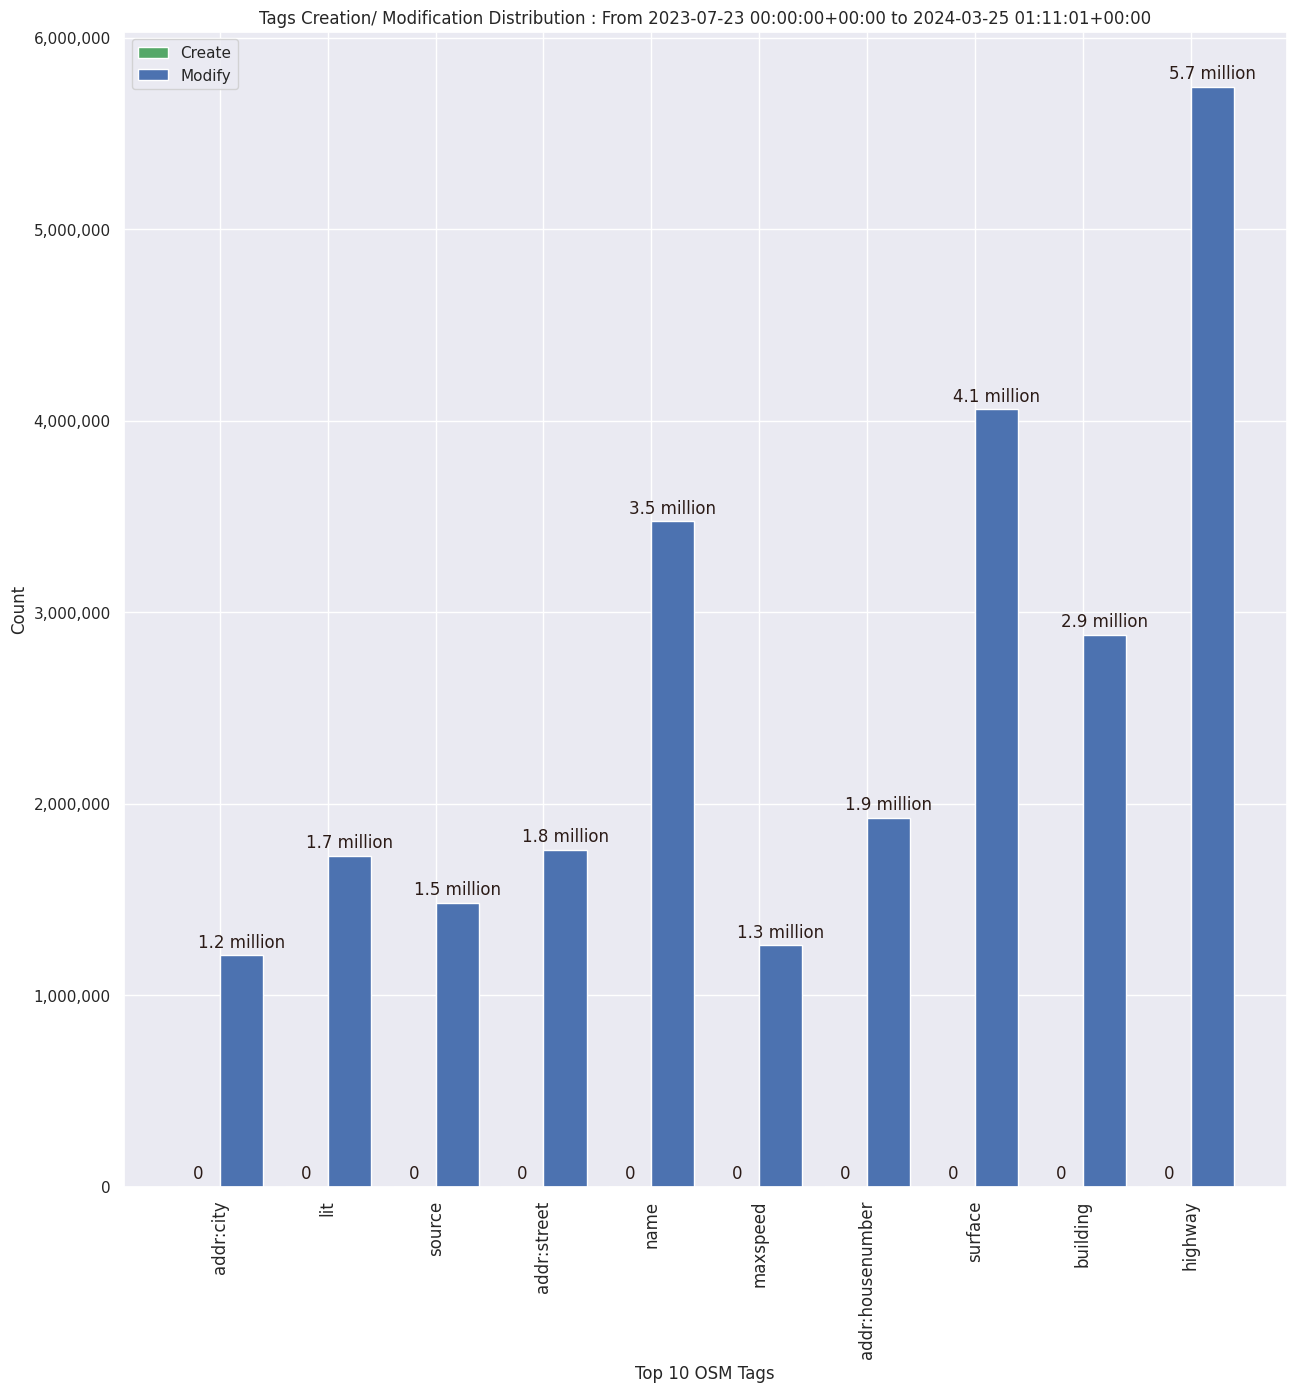 Tags Creation/ Modification Distribution : From 2023-07-23 00:00:00+00:00 to 2024-03-25 01:11:01+00:00
Create
Modify
Count
6,000,000
5,000,000
4,000,000
3,000,000
2,000,000
1,000,000
0
0
1.2 million
0
1.7 million
0
1.5 million
0
1.8 million
0
3.5 million
0
1.3 million
0
1.9 million
0
4.1 million
0
2.9 million
0
5.7 million
addr:city
lit
source
addr:street
name
maxspeed
addr:housenumber
surface
building
highway
Top 10 OSM Tags